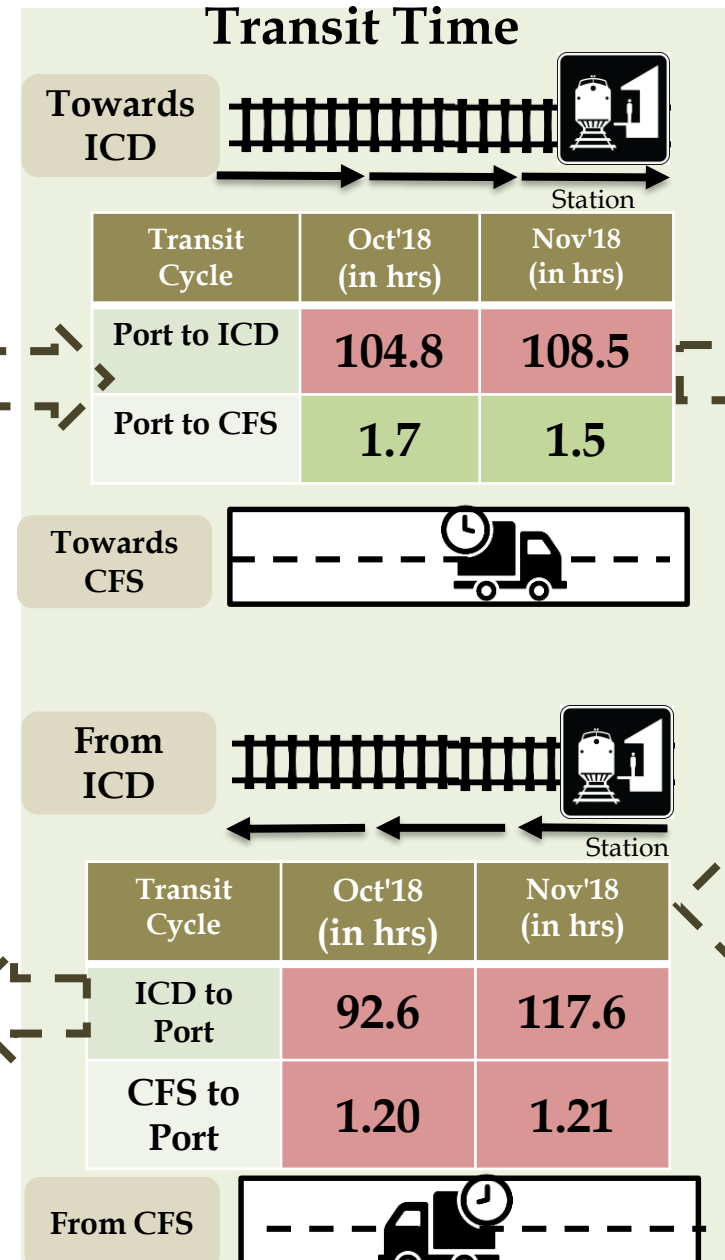 Transit Time
Towards
ICD
Station
Transit
Cycle
Oct'18
(in hrs)
Nov'18
(in hrs)
Port to ICD
104.8
108.5
Port to CFS
1.7
1.5
Towards
CFS
From
ICD
Station
Transit
Cycle
Oct'18
(in hrs)
Nov'18
(in hrs)
ICD to
Port
92.6
117.6
CFS to
Port
1.20
1.21
From CFS